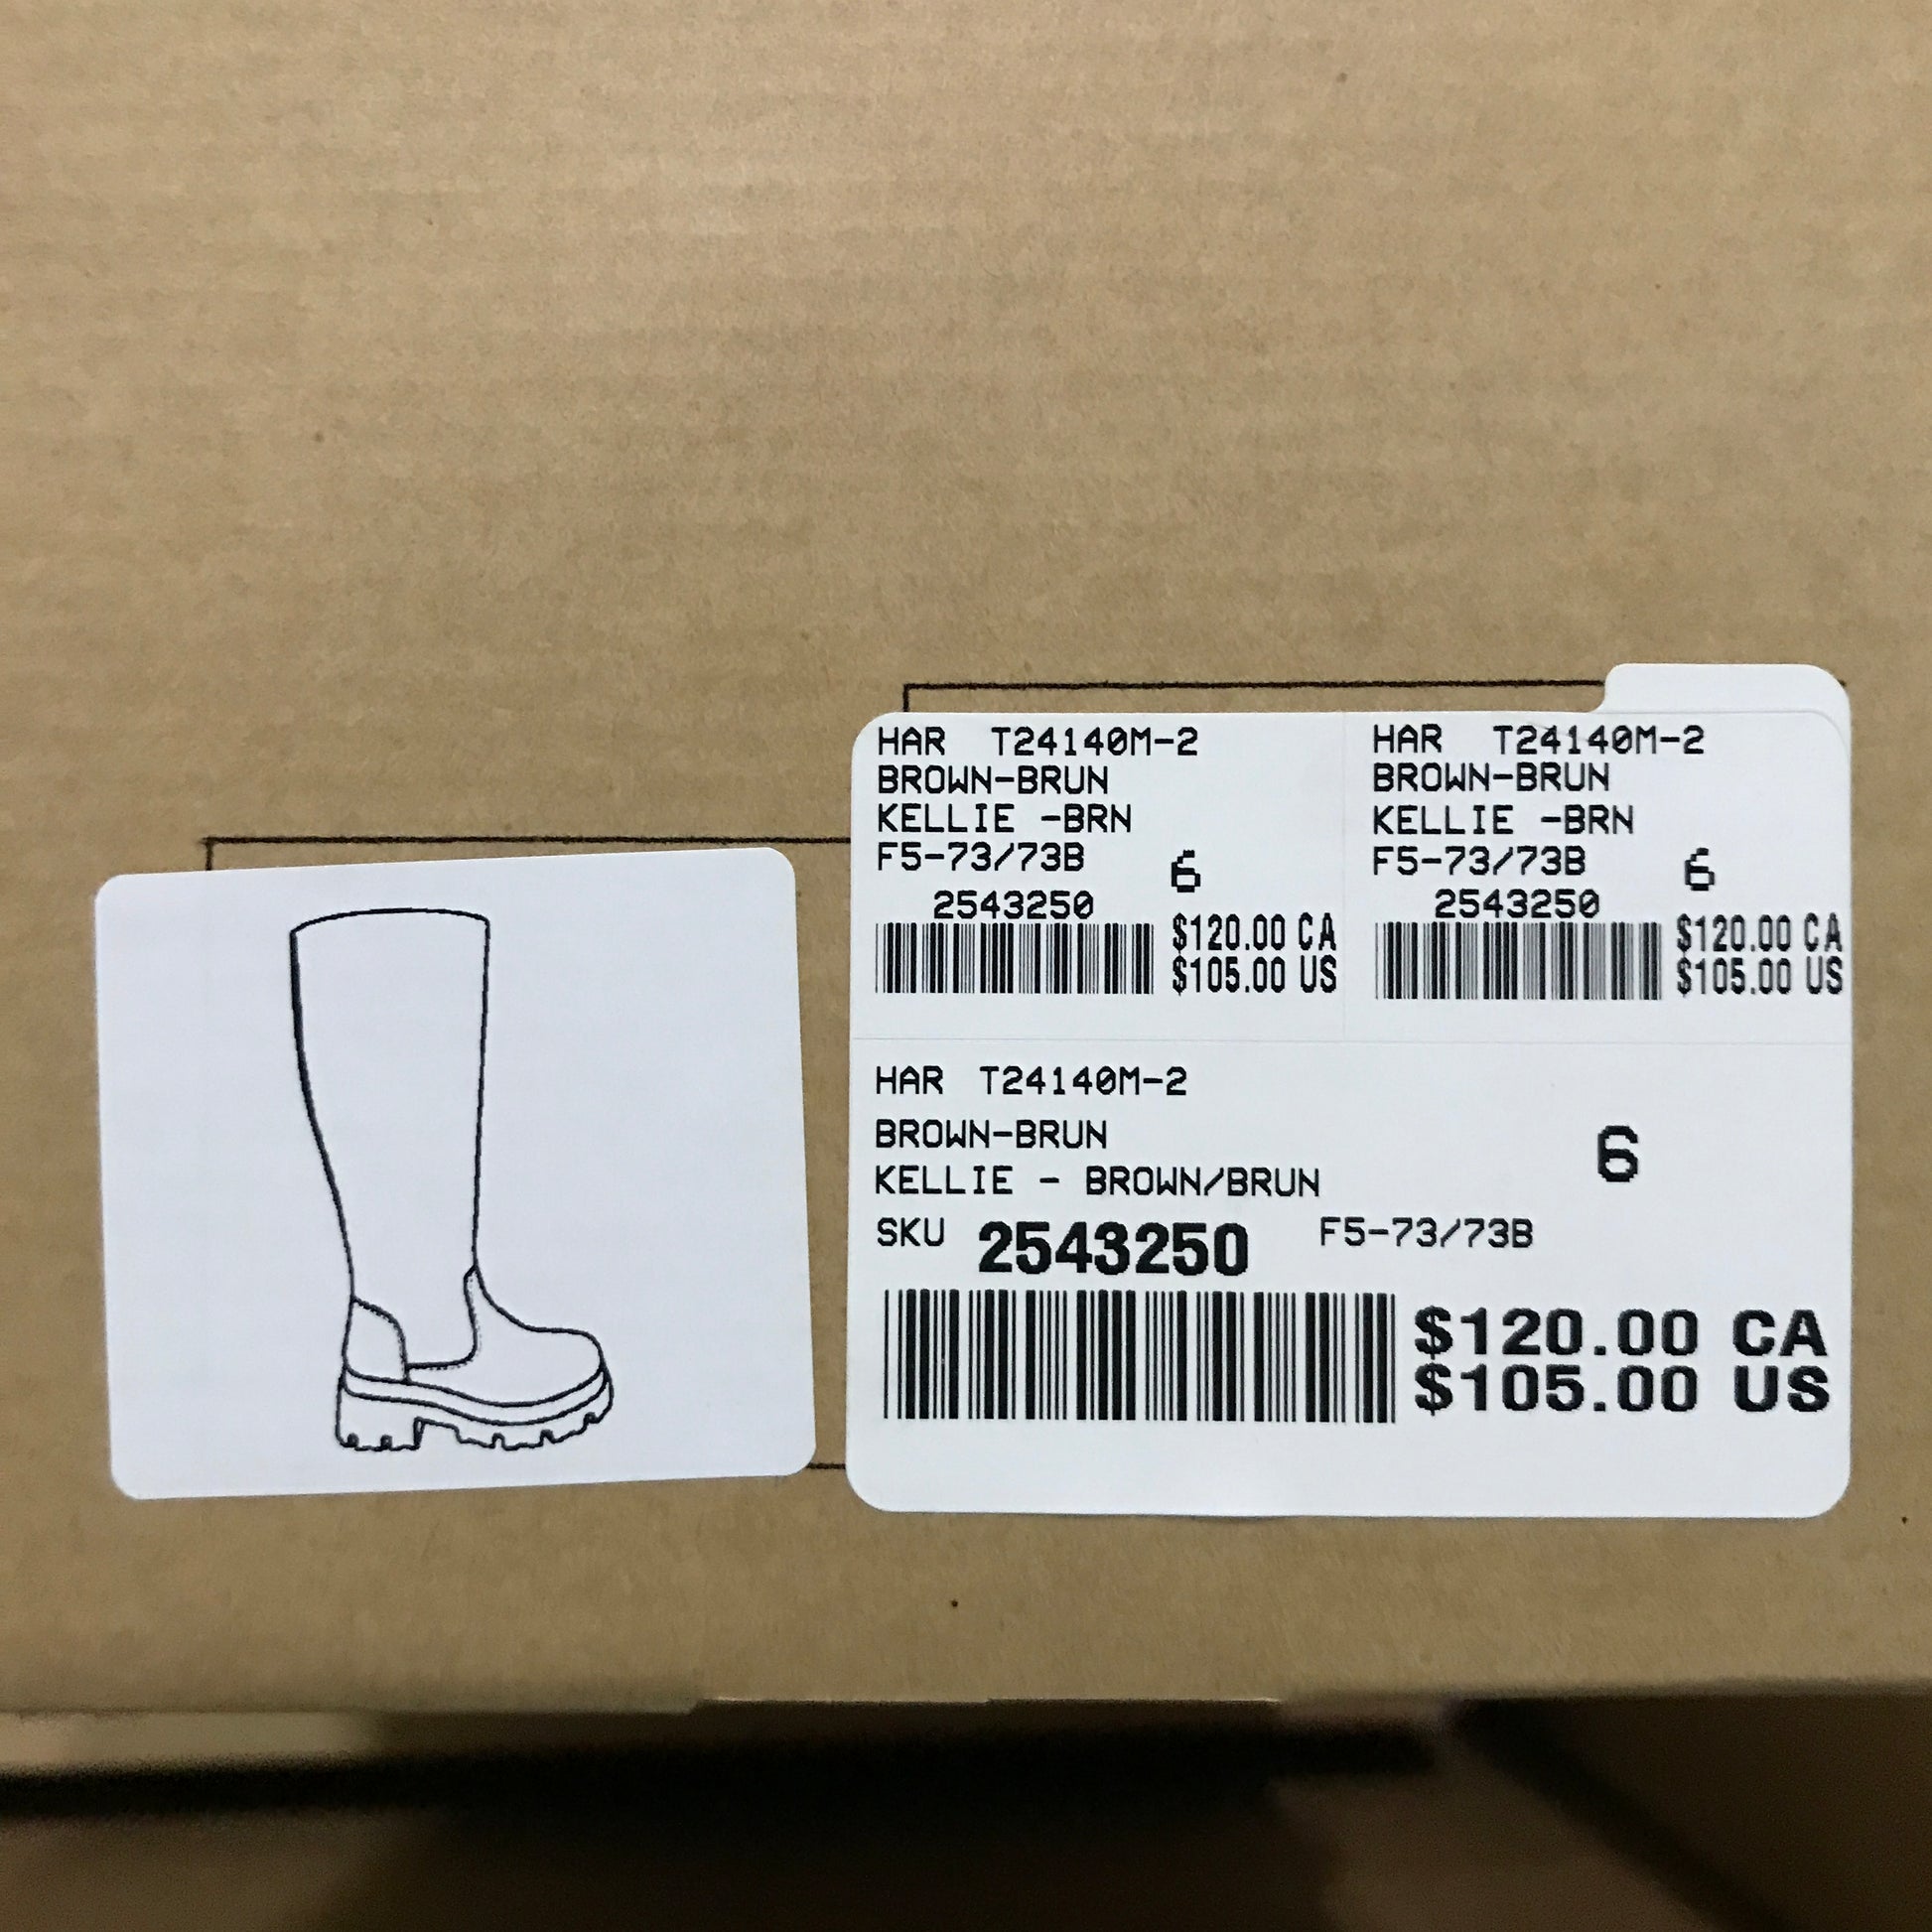 HAR T24140M-2
BROWN-BRUN
KELLIE -BRN
F5-73/73B 6
2543250
$120.00 CA
$105.00 US
HAR T24140M-2
BROWN-BRUN
KELLIE -BRN
F5-73/73B 6
2543250
$120.00 CA
$105.00 US
HAR T24140M-2
BROWN-BRUN
6
KELLIE - BROWN/BRUN
SKU 2543250 F5-73/73B
$120.00 CA
$105.00 US